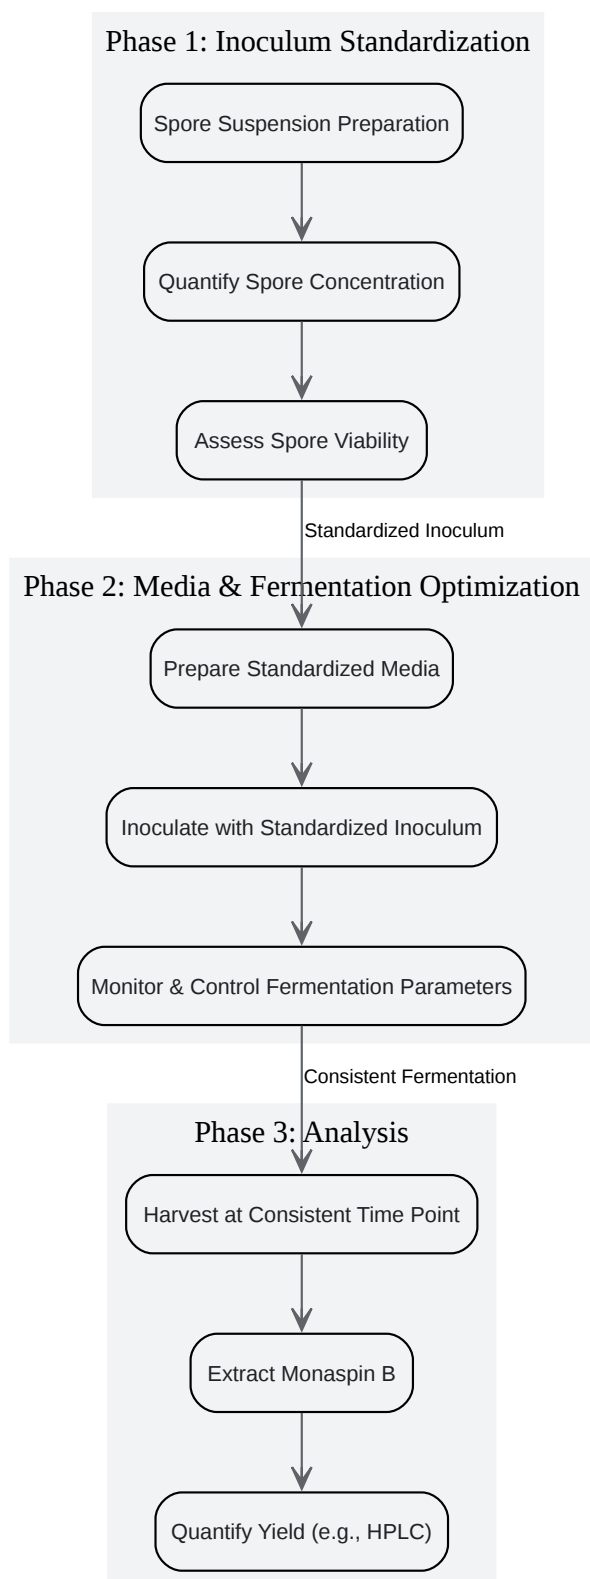 Phase 1: Inoculum Standardization
Spore Suspension Preparation
Quantify Spore Concentration
Assess Spore Viability
Standardized Inoculum
Phase 2: Media & Fermentation Optimization
Prepare Standardized Media
Inoculate with Standardized Inoculum
Monitor & Control Fermentation Parameters
Consistent Fermentation
Phase 3: Analysis
Harvest at Consistent Time Point
Extract Monaspin B
Quantify Yield (e.g., HPLC)